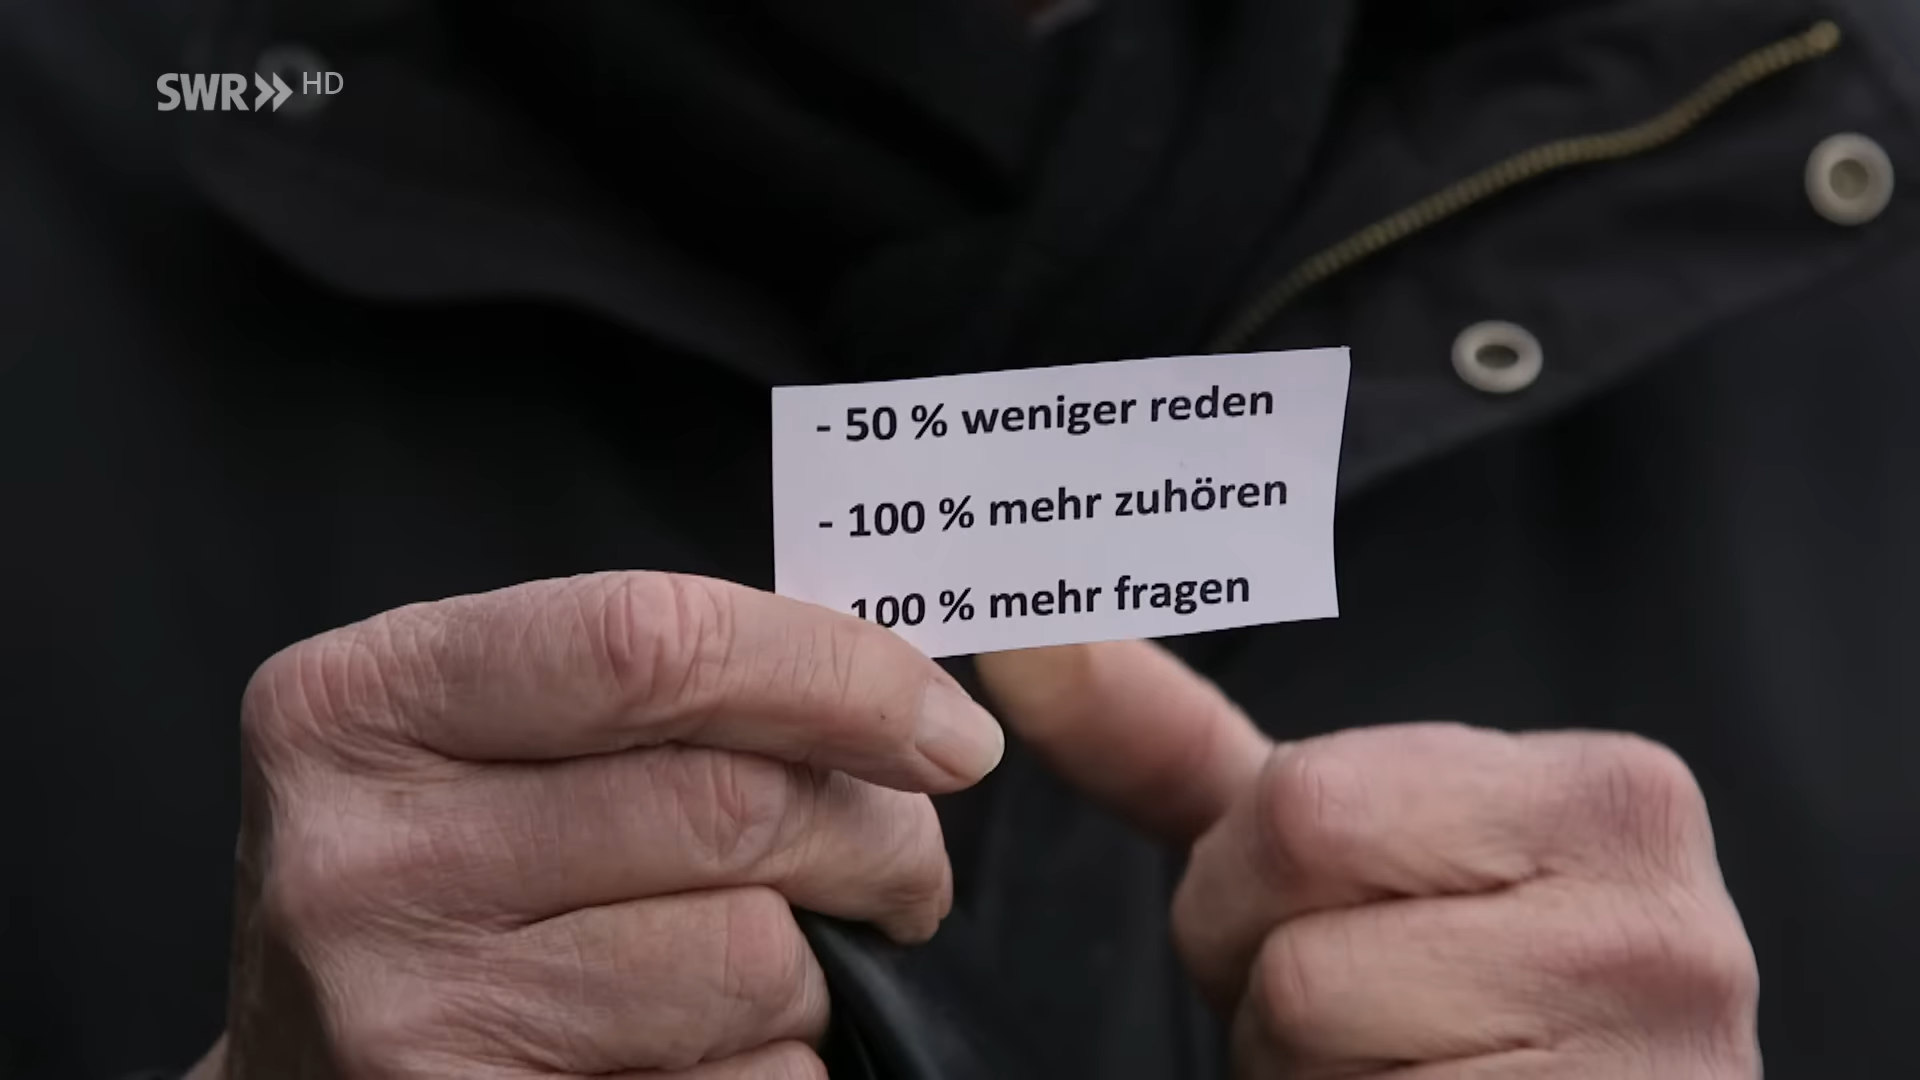 SWR HD
- 50 % weniger reden
- 100 % mehr zuhören
100 % mehr fragen